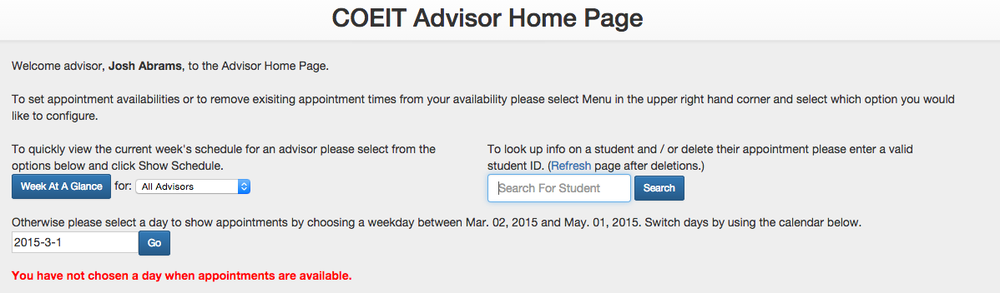 COEIT Advisor Home Page
Welcome advisor, Josh Abrams, to the Advisor Home Page.
To set appointment availabilities or to remove exisiting appointment times from your availability please select Menu in the upper right hand corner and select which option you would
like to configure.
To quickly view the current week's schedule for an advisor please select from the
options below and click Show Schedule.
Week At A Glance for: All Advisors
To look up info on a student and / or delete their appointment please enter a valid
student ID. (Refresh page after deletions.)
Search For Student Search
Otherwise please select a day to show appointments by choosing a weekday between Mar. 02, 2015 and May. 01, 2015. Switch days by using the calendar below.
2015-3-1 Go
You have not chosen a day when appointments are available.